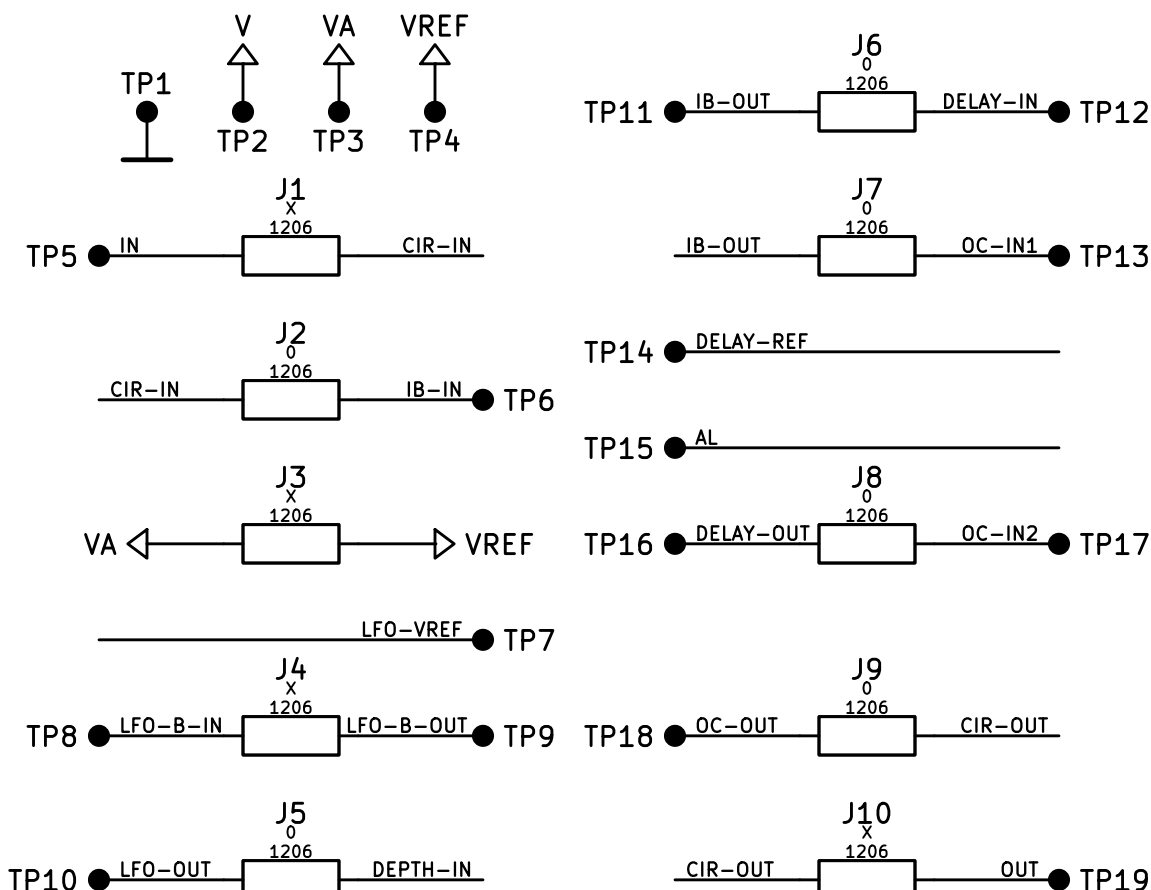 V VA VREF
TP1
TP2 TP3 TP4
J1
X
1206
TP5 IN CIR-IN
J2
0
1206
CIR-IN IB-IN TP6
J3
X
1206
VA VREF
LFO-VREF TP7
J4
X
1206
TP8 LFO-B-IN LFO-B-OUT TP9
J5
0
1206
TP10 LFO-OUT DEPTH-IN
J6
0
1206
TP11 IB-OUT DELAY-IN TP12
J7
0
1206
IB-OUT OC-IN1 TP13
TP14 DELAY-REF
TP15 AL
J8
0
1206
TP16 DELAY-OUT OC-IN2 TP17
J9
0
1206
TP18 OC-OUT CIR-OUT
J10
X
1206
CIR-OUT OUT TP19